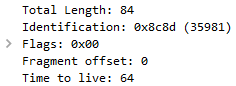 Total Length: 84
Identification: 0x8c8d (35981)
Flags: 0x00
Fragment offset: 0
Time to live: 64